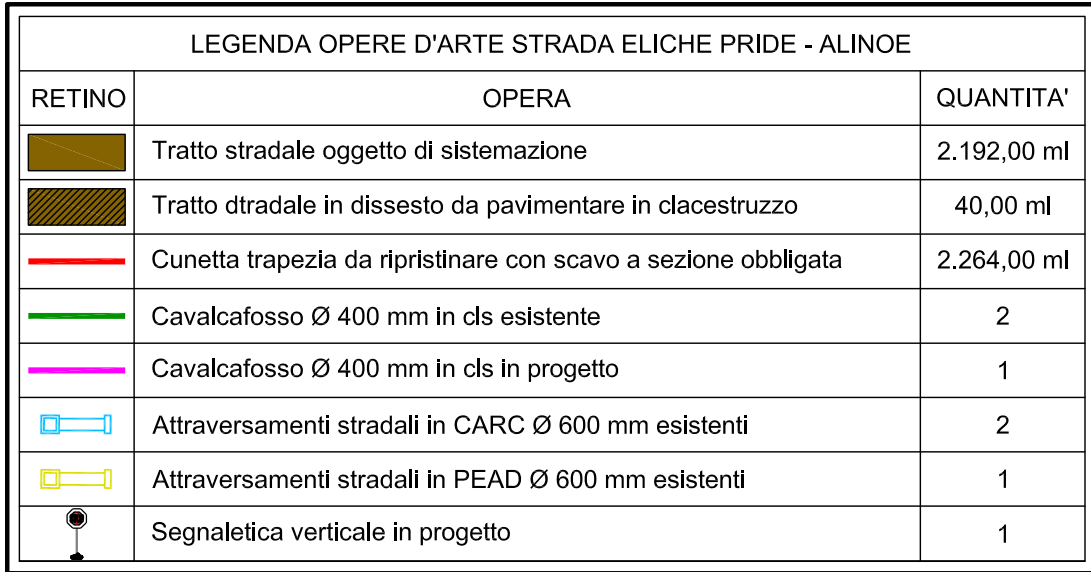 LEGENDA OPERE D'ARTE STRADA ELICHE PRIDE - ALINOE
RETINO OPERA QUANTITA'
Tratto stradale oggetto di sistemazione 2.192,00 ml
Tratto dtradale in dissesto da pavimentare in clacestruzzo 40,00 ml
Cunetta trapezia da ripristinare con scavo a sezione obbligata 2.264,00 ml
Cavalcafosso Ø 400 mm in cls esistente 2
Cavalcafosso Ø 400 mm in cls in progetto 1
Attraversamenti stradali in CARC Ø 600 mm esistenti 2
Attraversamenti stradali in PEAD Ø 600 mm esistenti 1
Segnaletica verticale in progetto 1